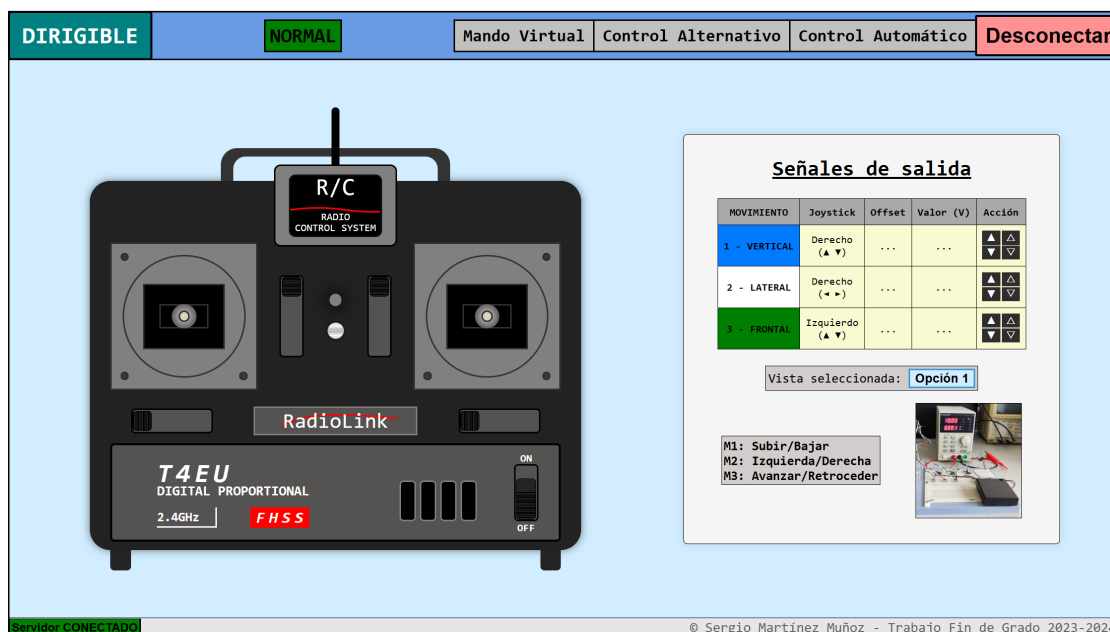 DIRIGIBLE
NORMAL
Mando Virtual
Control Alternativo
Control Automático
Desconectar
R/C
RADIO
CONTROL SYSTEM
RadioLink
T4EU
DIGITAL PROPORTIONAL
2.4GHz
FHSS
ON
OFF
Señales de salida
MOVIMIENTO Joystick Offset Valor (V) Acción
1 - VERTICAL Derecho (▲ ▼) ... ... ▲ △ ▼ ▽
2 - LATERAL Derecho (◄ ►) ... ... ▲ △ ▼ ▽
3 - FRONTAL Izquierdo (▲ ▼) ... ... ▲ △ ▼ ▽
Vista seleccionada: Opción 1
M1: Subir/Bajar
M2: Izquierda/Derecha
M3: Avanzar/Retroceder
Servidor CONECTADO
© Sergio Martínez Muñoz - Trabajo Fin de Grado 2023-2024